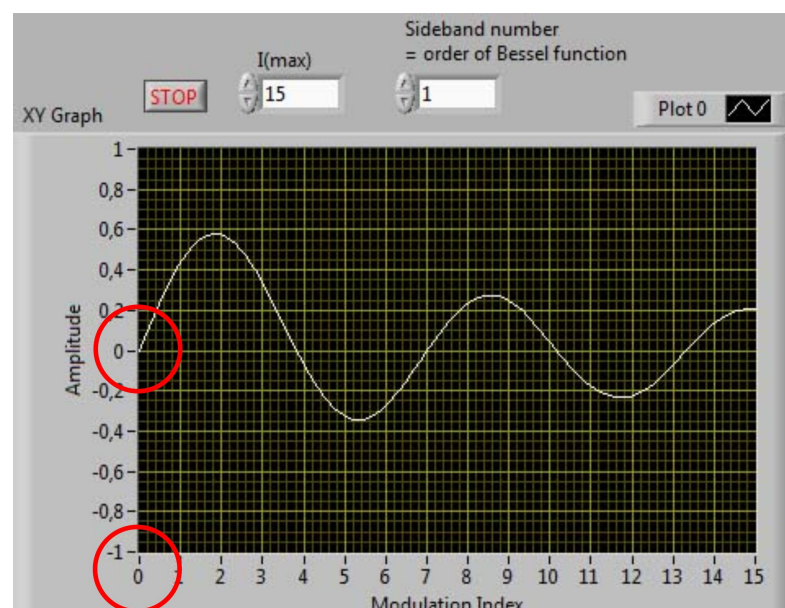 Sideband number
= order of Bessel function
I(max)
STOP
15
1
XY Graph
Plot 0
1
0,8
0,6
0,4
0,2
0
-0,2
-0,4
-0,6
-0,8
-1
Amplitude
0 1 2 3 4 5 6 7 8 9 10 11 12 13 14 15
Modulation Index